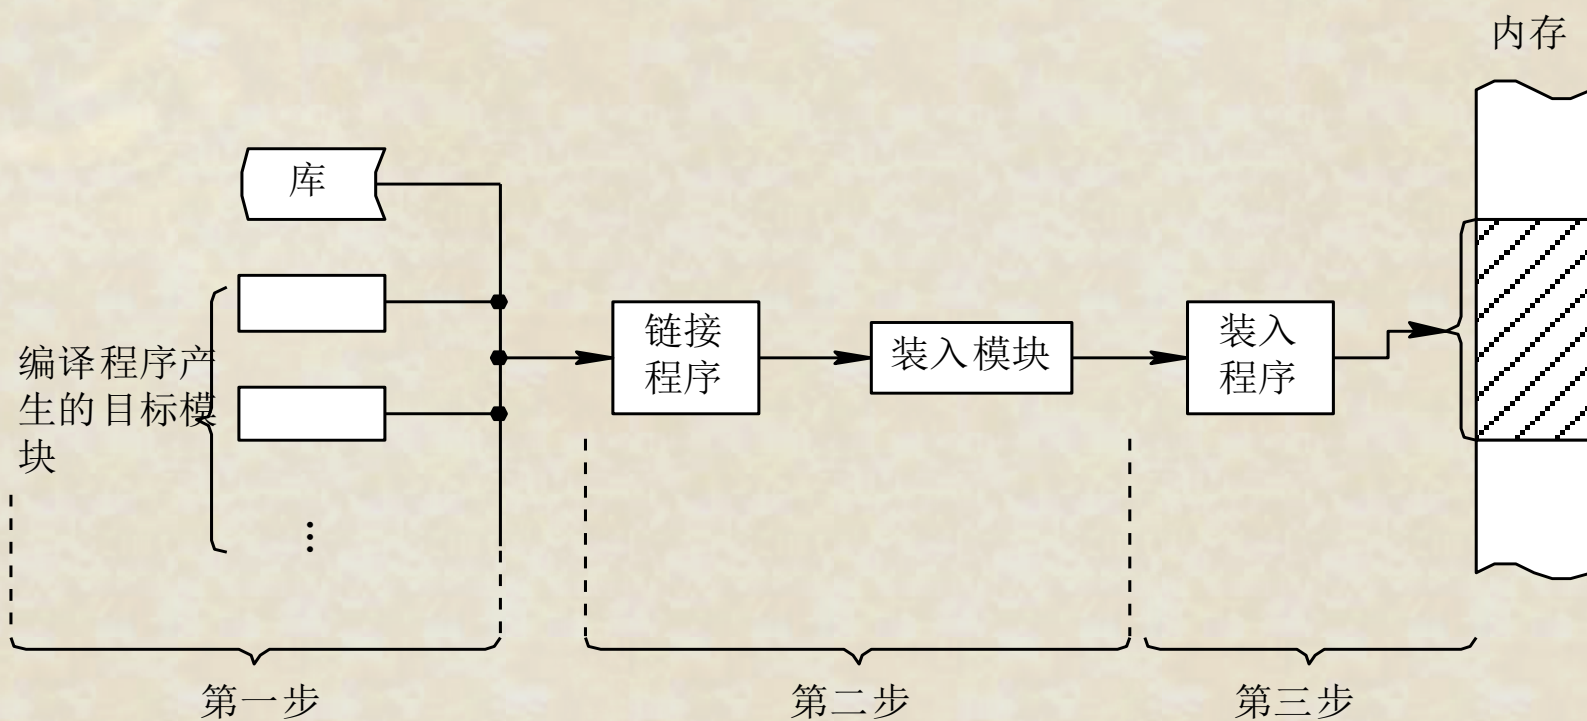 内存
库
编译程序产
生的目标模
块
链接
程序
装入模块
装入
程序
第一步
第二步
第三步